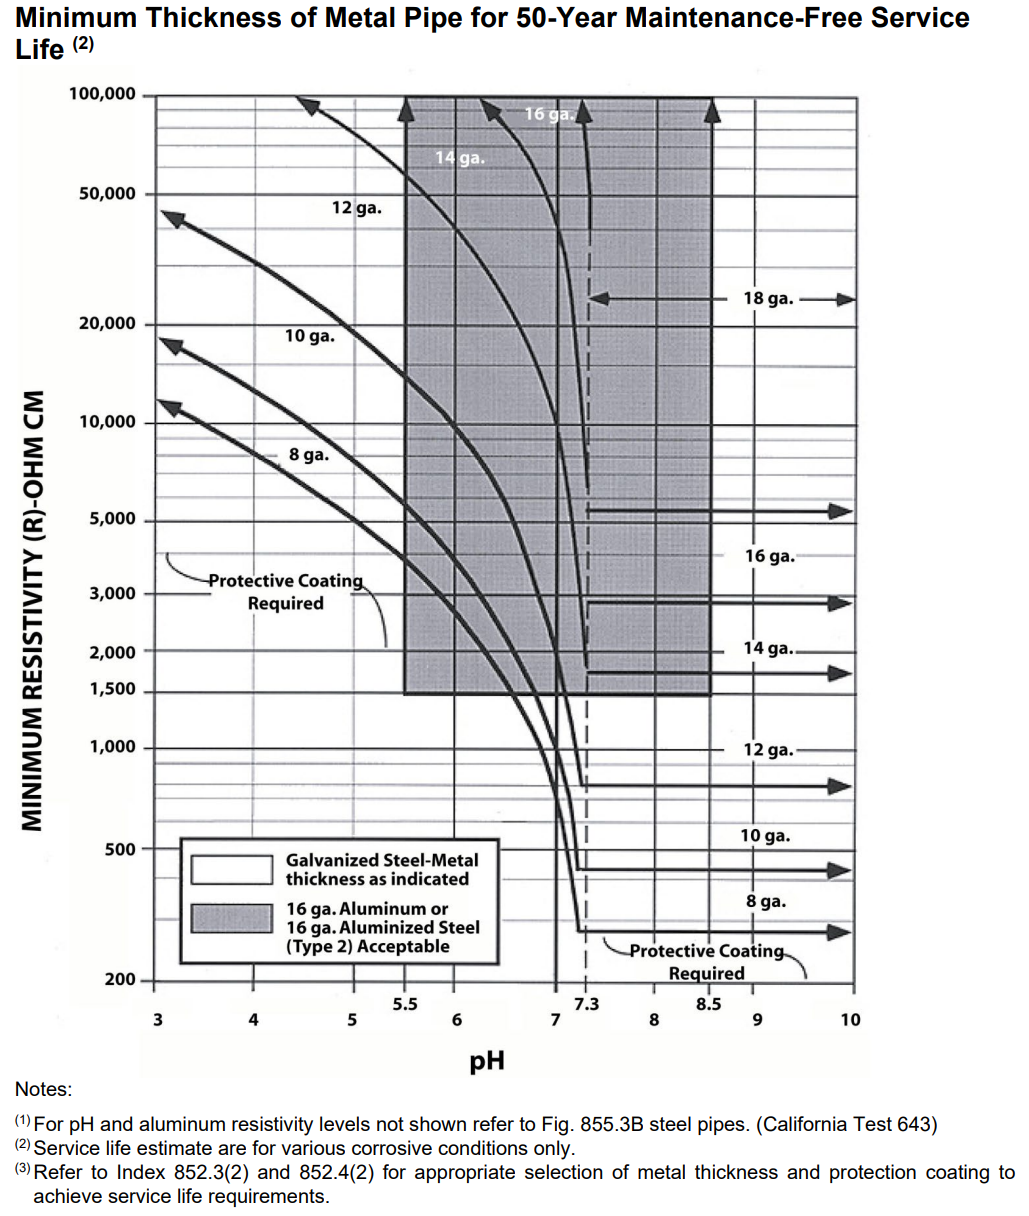 Minimum Thickness of Metal Pipe for 50-Year Maintenance-Free Service
Life (2)
100,000
50,000
20,000
10,000
5,000
3,000
2,000
1,500
1,000
500
200
MINIMUM RESISTIVITY (R)-OHM CM
16 ga.
14 ga.
12 ga.
18 ga.
10 ga.
8 ga.
16 ga.
Protective Coating
Required
14 ga.
12 ga.
10 ga.
8 ga.
Protective Coating
Required
Galvanized Steel-Metal
thickness as indicated
16 ga. Aluminum or
16 ga. Aluminized Steel
(Type 2) Acceptable
5.5
7.3
8.5
3
4
5
6
7
8
9
10
pH
Notes:
(1) For pH and aluminum resistivity levels not shown refer to Fig. 855.3B steel pipes. (California Test 643)
(2) Service life estimate are for various corrosive conditions only.
(3) Refer to Index 852.3(2) and 852.4(2) for appropriate selection of metal thickness and protection coating to
achieve service life requirements.